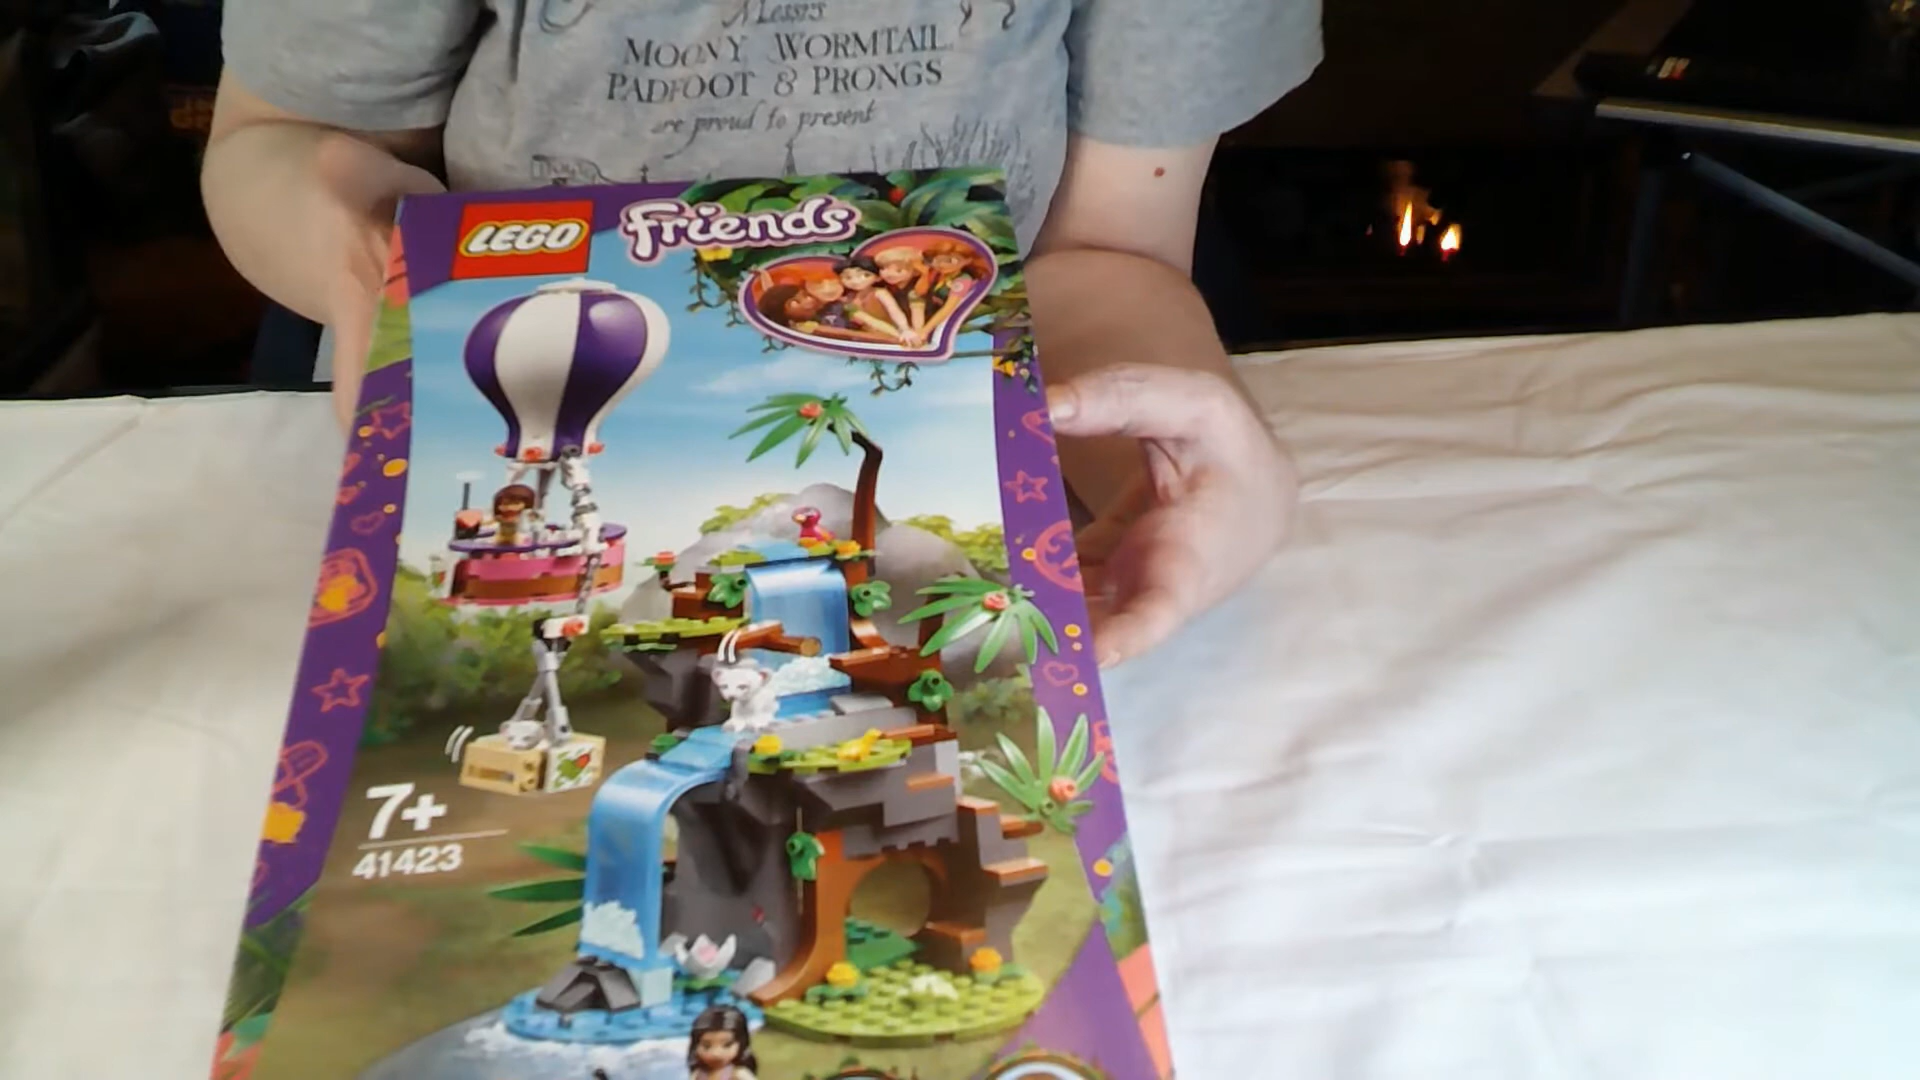 Messrs
MOONY, WORMTAIL,
PADFOOT & PRONGS
are proud to present
LEGO
friends
7+
41423